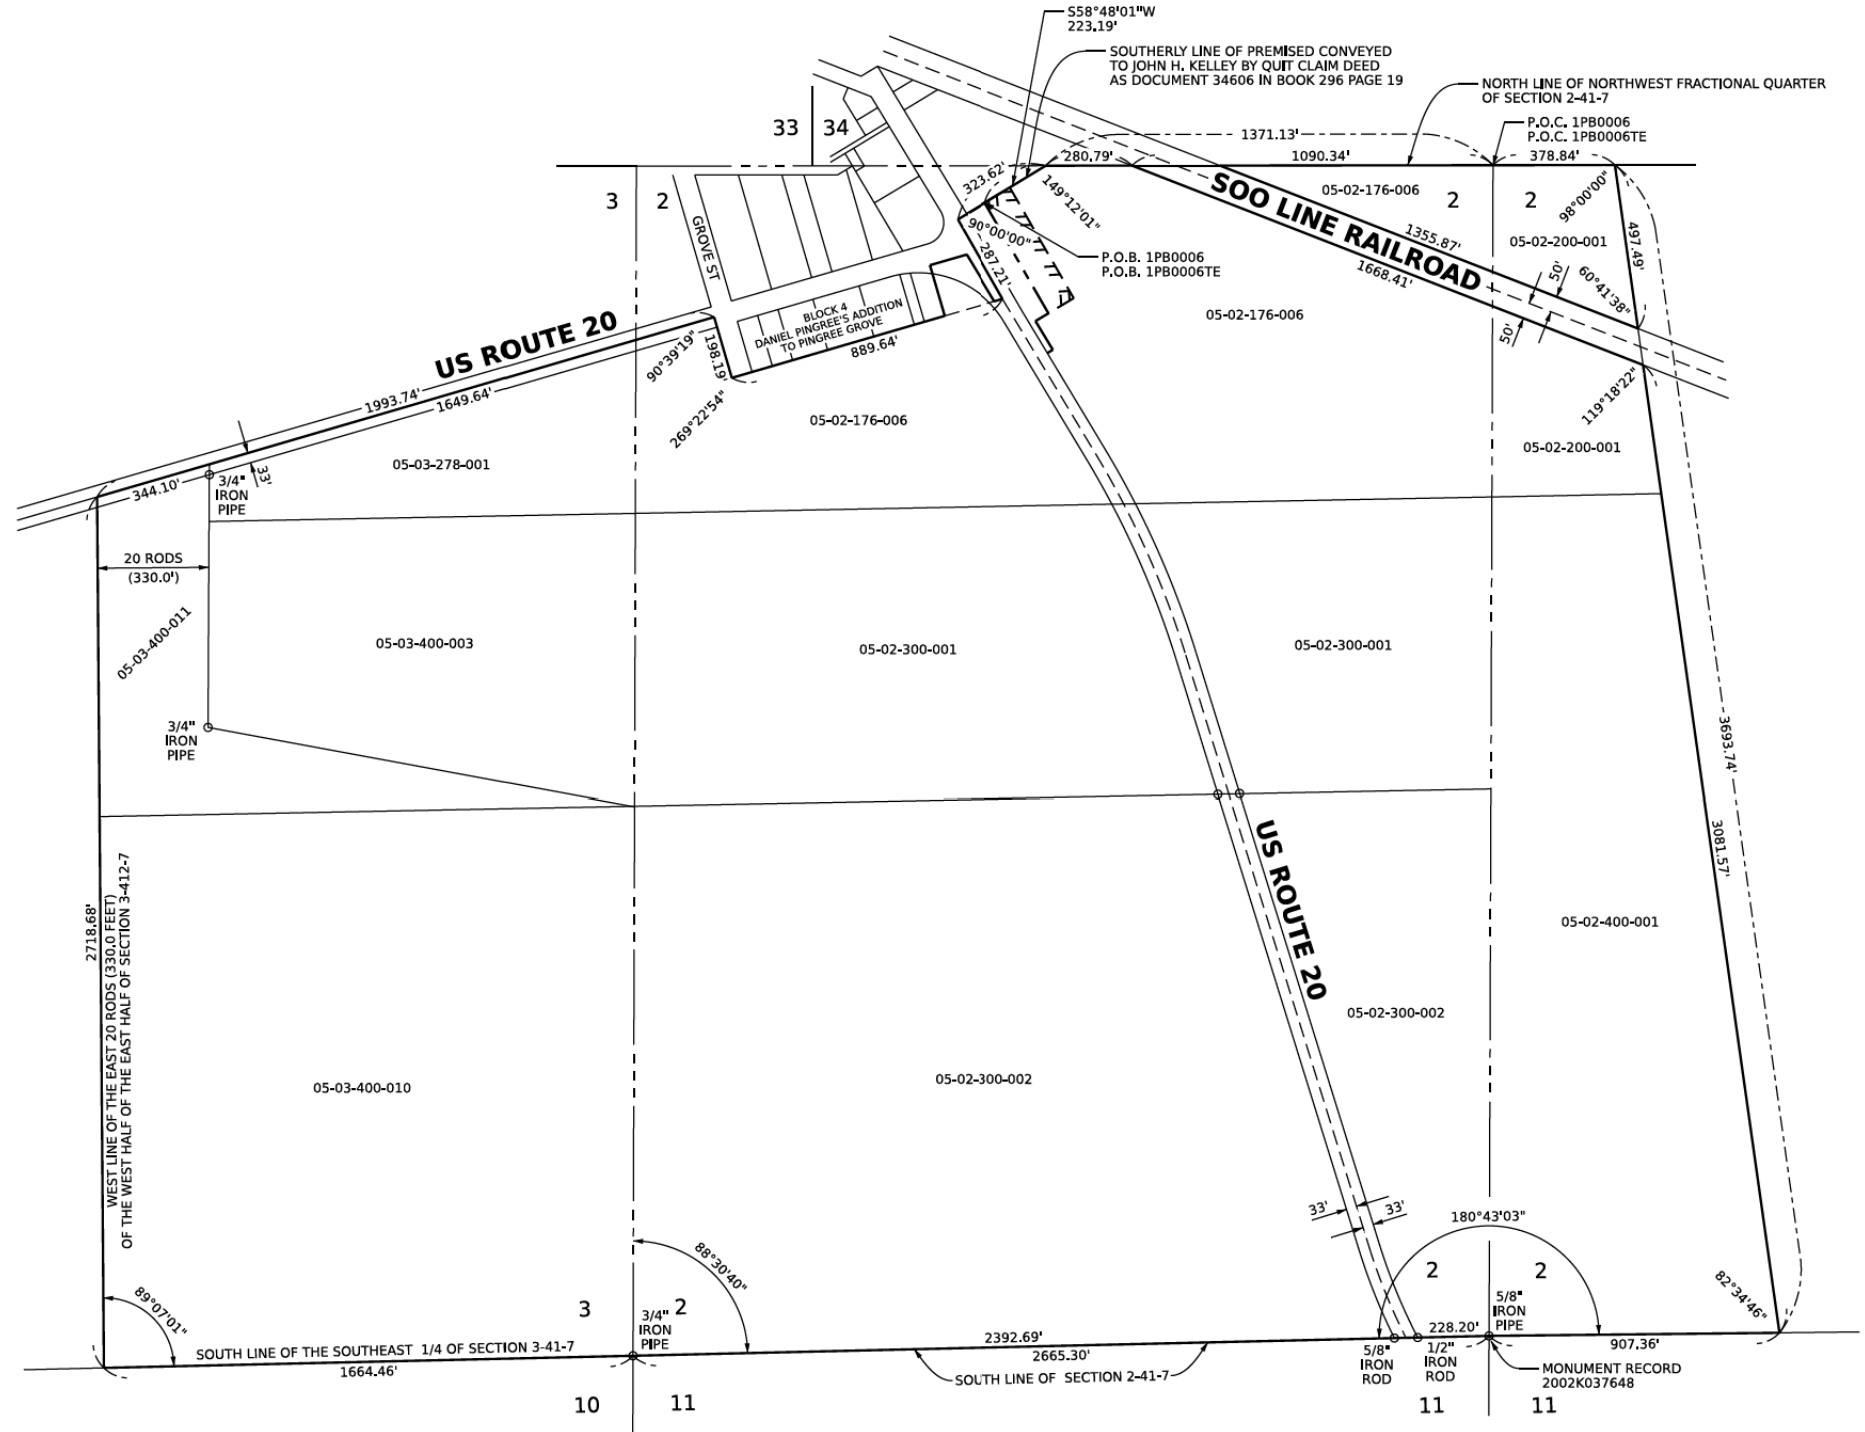 S58°48'01"W
223.19'
SOUTHERLY LINE OF PREMISED CONVEYED
TO JOHN H. KELLEY BY QUIT CLAIM DEED
AS DOCUMENT 34606 IN BOOK 296 PAGE 19
NORTH LINE OF NORTHWEST FRACTIONAL QUARTER
OF SECTION 2-41-7
P.O.C. 1PB0006
P.O.C. 1PB0006TE
33
34
1371.13'
280.79'
1090.34'
378.84'
323.62'
149°12'01"
SOO LINE RAILROAD
05-02-176-006
2
2
98°00'00"
3
2
GROVE ST
90°00'00"
287.21'
P.O.B. 1PB0006
P.O.B. 1PB0006TE
1355.87'
1668.41'
05-02-200-001
497.49'
50'
60°41'38"
50'
05-02-176-006
US ROUTE 20
BLOCK 4
DANIEL PINGREE'S ADDITION
TO PINGREE GROVE
889.64'
90°39'19"
198.19'
269°22'54"
1993.74'
1649.64'
119°18'22"
05-02-176-006
05-02-200-001
05-03-278-001
33'
344.10'
3/4"
IRON
PIPE
20 RODS
(330.0')
05-03-400-011
05-03-400-003
05-02-300-001
05-02-300-001
3/4"
IRON
PIPE
3693.74'
3081.57'
US ROUTE 20
2718.68'
WEST LINE OF THE EAST 20 RODS (330.0 FEET)
OF THE WEST HALF OF THE EAST HALF OF SECTION 3-412-7
05-02-400-001
05-02-300-002
05-03-400-010
05-02-300-002
33'
33'
180°43'03"
88°30'40"
89°07'01"
82°34'46"
2
2
3
2
3/4"
IRON
PIPE
5/8"
IRON
PIPE
SOUTH LINE OF THE SOUTHEAST 1/4 OF SECTION 3-41-7
1664.46'
2392.69'
2665.30'
228.20'
907.36'
SOUTH LINE OF SECTION 2-41-7
5/8"
IRON
ROD
1/2"
IRON
ROD
MONUMENT RECORD
2002K037648
10
11
11
11